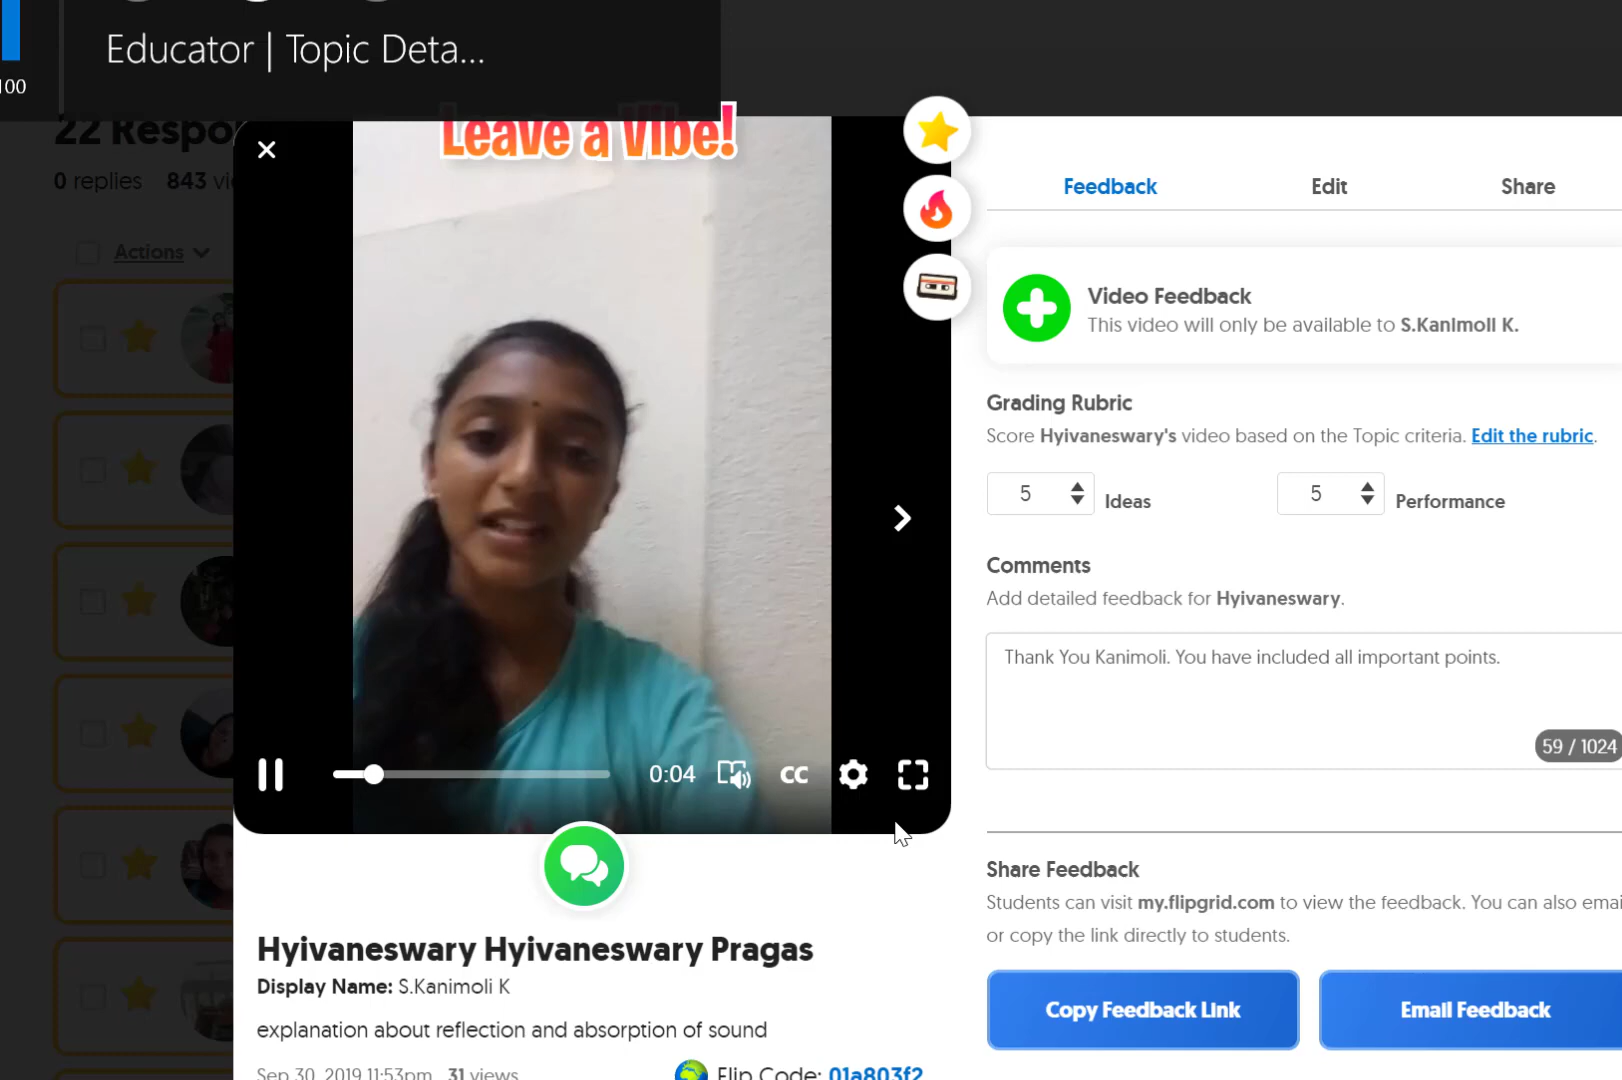 Educator | Topic Deta...
100
22 Respo
0 replies 843 vi
Actions
Leave a Vibe!
Feedback Edit Share
Video Feedback
This video will only be available to S.Kanimoli K.
Grading Rubric
Score Hyivaneswary's video based on the Topic criteria. Edit the rubric.
5 Ideas 5 Performance
Comments
Add detailed feedback for Hyivaneswary.
Thank You Kanimoli. You have included all important points.
59 / 1024
0:04 CC
Share Feedback
Students can visit my.flipgrid.com to view the feedback. You can also emai
or copy the link directly to students.
Copy Feedback Link Email Feedback
Hyivaneswary Hyivaneswary Pragas
Display Name: S.Kanimoli K
explanation about reflection and absorption of sound
Sep 30, 2019 11:53pm 31 views Flip Code: 01a803f2